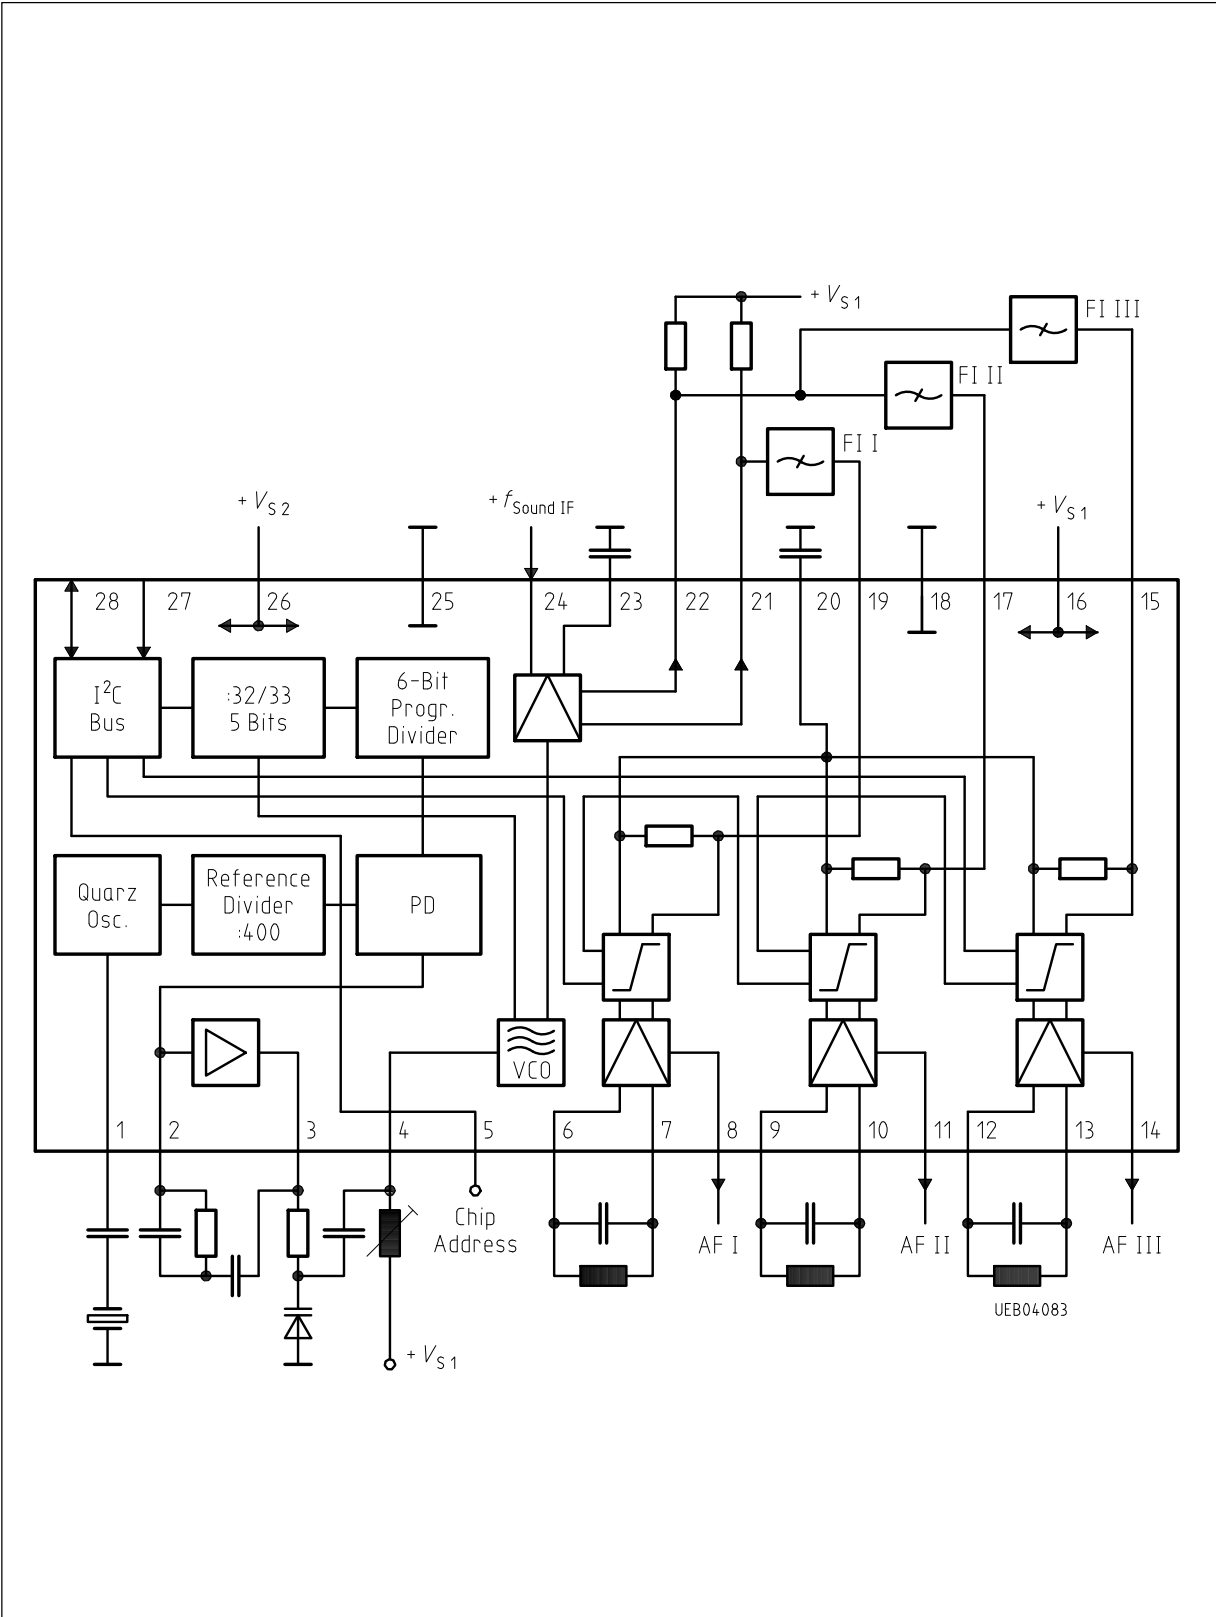 + VS1
FI III
FI II
FI I
+ VS2
+ fSound IF
+ VS1
28 27 26 25 24 23 22 21 20 19 18 17 16 15
I²C
Bus
:32/33
5 Bits
6-Bit
Progr.
Divider
Quarz
Osc.
Reference
Divider
:400
PD
VCO
1 2 3 4 5 6 7 8 9 10 11 12 13 14
Chip
Address
AF I
AF II
AF III
UEB04083
+ VS1